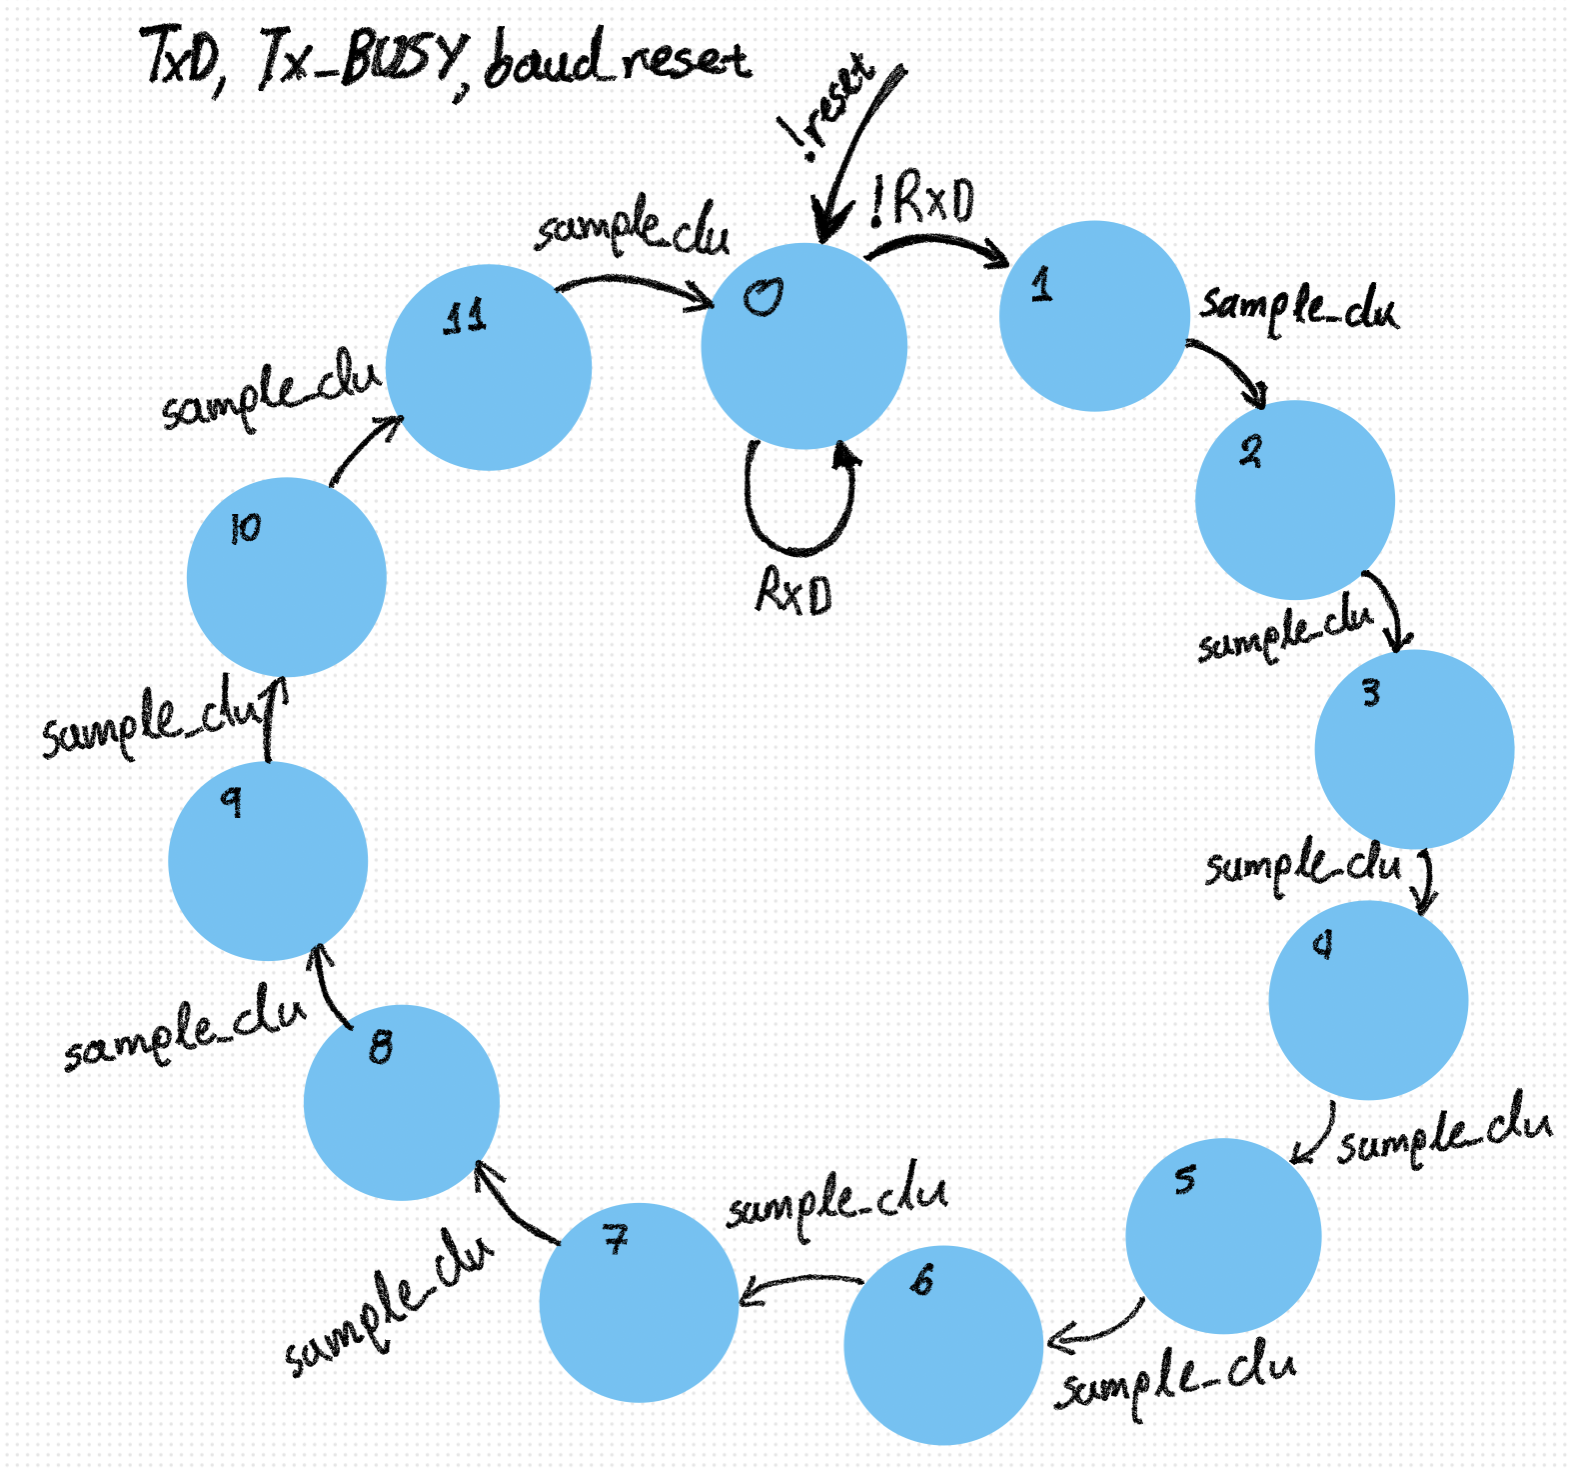 TxD, Tx_BUSY, baud_reset
!reset
!RxD
sample_clu
0
1
11
sample_clu
sample_clu
2
10
RxD
sample_clu
3
sample_clu
9
sample_clu
4
sample_clu
8
sample_clu
5
sample_clu
7
6
sample_clu
sample_clu